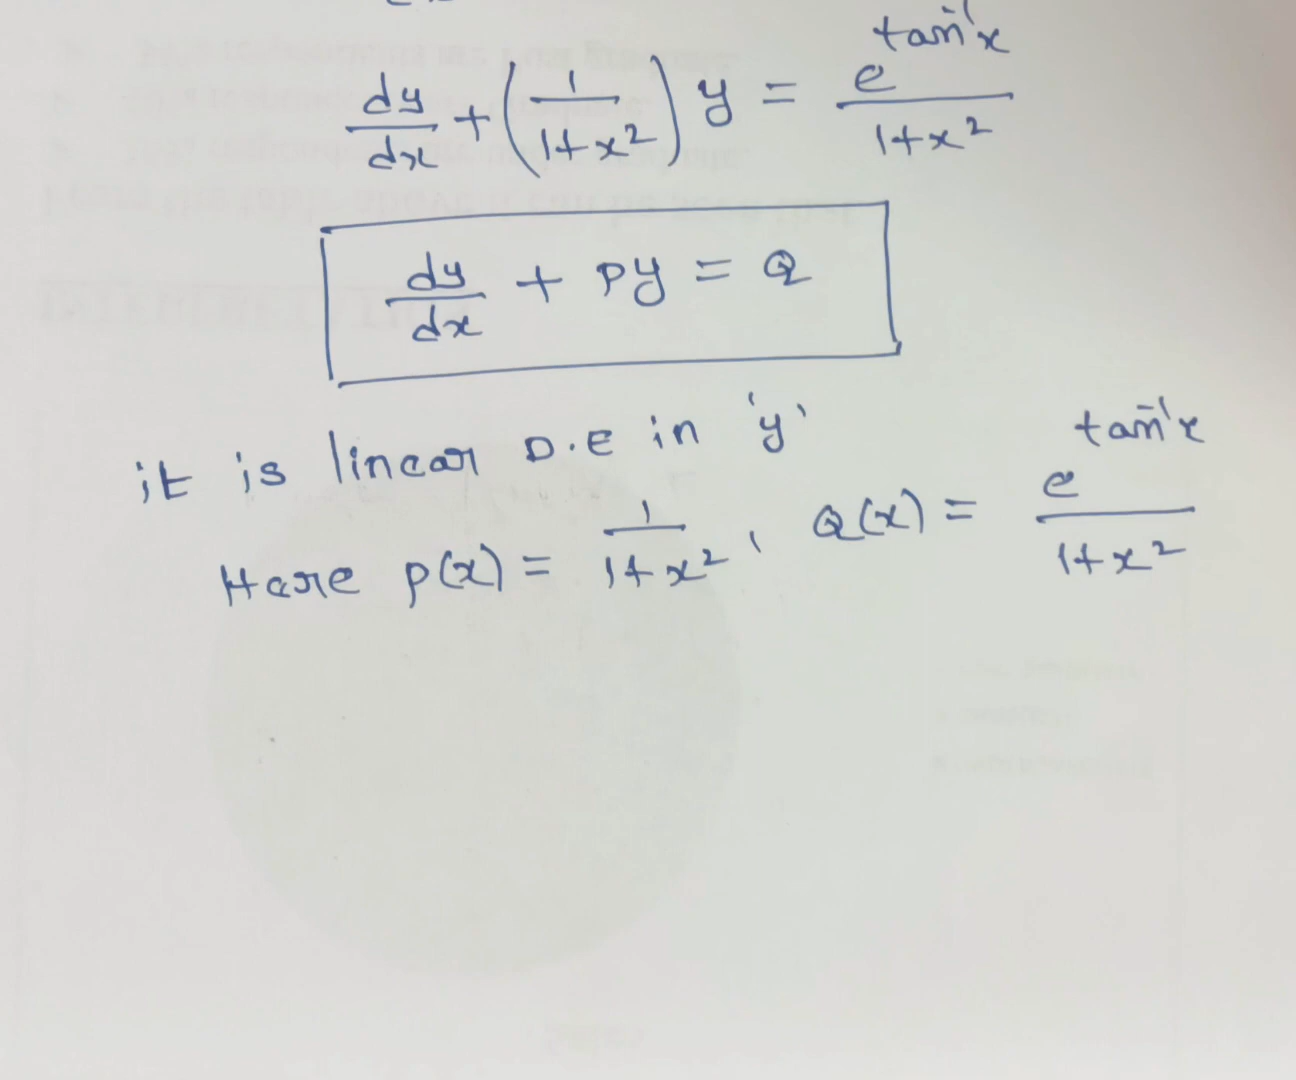 dy/dx + (1/1+x²) y = e^tan⁻¹x/1+x²
dy/dx + Py = Q
it is linear D.E in 'y'
Here p(x) = 1/1+x² , Q(x) = e^tan⁻¹x/1+x²